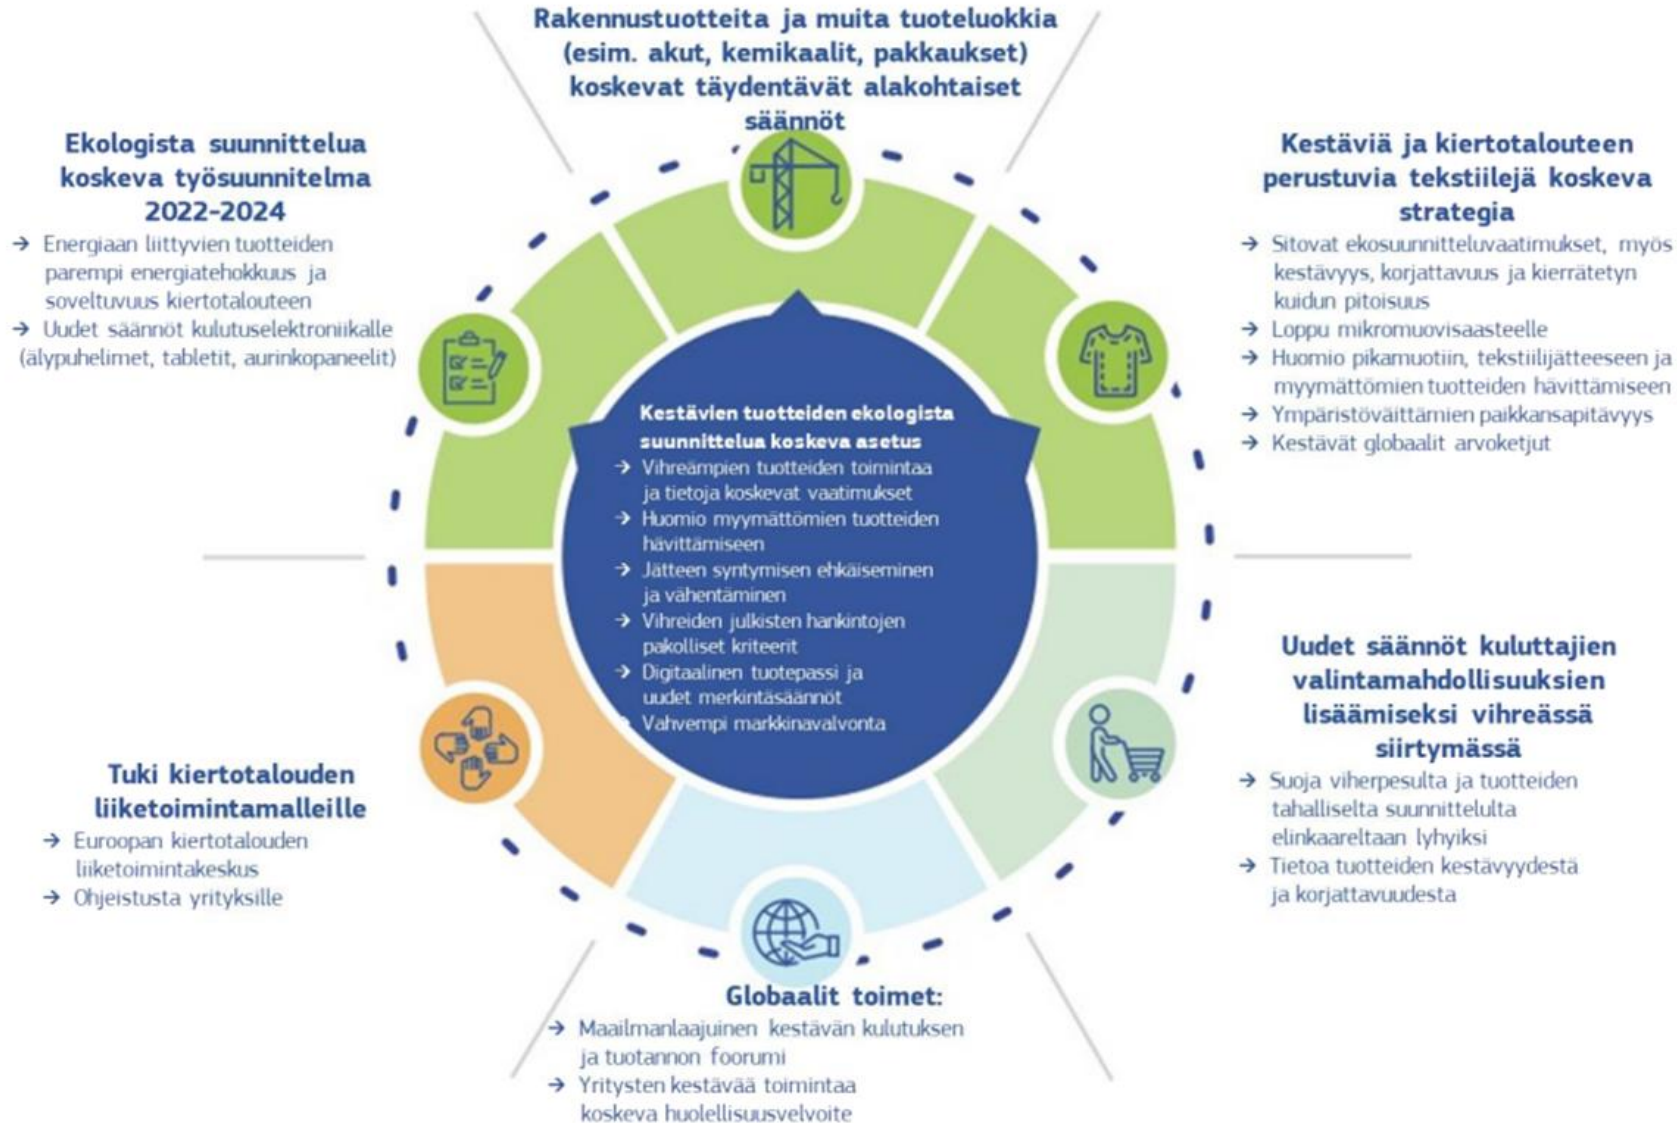 Rakennustuotteita ja muita tuoteluokkia
(esim. akut, kemikaalit, pakkaukset)
koskevat täydentävät alakohtaiset
säännöt
Ekologista suunnittelua
koskeva työsuunnitelma
2022-2024
→ Energiaan liittyvien tuotteiden
parempi energiatehokkuus ja
soveltuvuus kiertotalouteen
→ Uudet säännöt kulutuselektroniikalle
(älypuhelimet, tabletit, aurinkopaneelit)
Kestäviä ja kiertotalouteen
perustuvia tekstiilejä koskeva
strategia
→ Sitovat ekosuunnitteluvaatimukset, myös
kestävyys, korjattavuus ja kierrätetyn
kuidun pitoisuus
→ Loppu mikromuovisaasteelle
→ Huomio pikamuotiin, tekstiilijätteeseen ja
myymättömien tuotteiden hävittämiseen
→ Ympäristöväittämien paikkansapitävyys
→ Kestävät globaalit arvoketjut
Kestävien tuotteiden ekologista
suunnittelua koskeva asetus
→ Vihreämpien tuotteiden toimintaa
ja tietoja koskevat vaatimukset
→ Huomio myymättömien tuotteiden
hävittämiseen
→ Jätteen syntymisen ehkäiseminen
ja vähentäminen
→ Vihreiden julkisten hankintojen
pakolliset kriteerit
→ Digitaalinen tuotepassi ja
uudet merkintäsäännöt
→ Vahvempi markkinavalvonta
Uudet säännöt kuluttajien
valintamahdollisuuksien
lisäämiseksi vihreässä
siirtymässä
→ Suoja viherpesulta ja tuotteiden
tahalliselta suunnittelulta
elinkaareltaan lyhyiksi
→ Tietoa tuotteiden kestävyydestä
ja korjattavuudesta
Tuki kiertotalouden
liiketoimintamalleille
→ Euroopan kiertotalouden
liiketoimintakeskus
→ Ohjeistusta yrityksille
Globaalit toimet:
→ Maailmanlaajuinen kestävän kulutuksen
ja tuotannon foorumi
→ Yritysten kestävää toimintaa
koskeva huolellisuusvelvoite